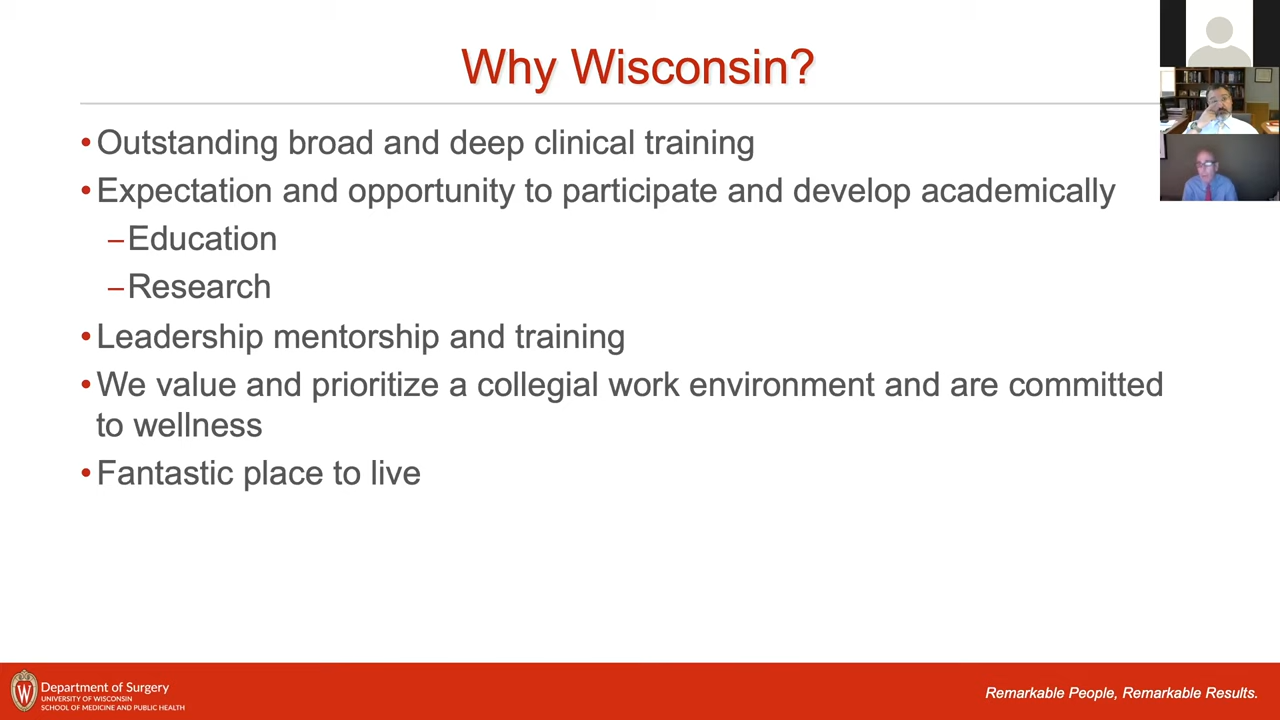 Why Wisconsin?
•Outstanding broad and deep clinical training
•Expectation and opportunity to participate and develop academically
–Education
–Research
•Leadership mentorship and training
•We value and prioritize a collegial work environment and are committed
to wellness
•Fantastic place to live
W
Department of Surgery
UNIVERSITY OF WISCONSIN
SCHOOL OF MEDICINE AND PUBLIC HEALTH
Remarkable People, Remarkable Results.